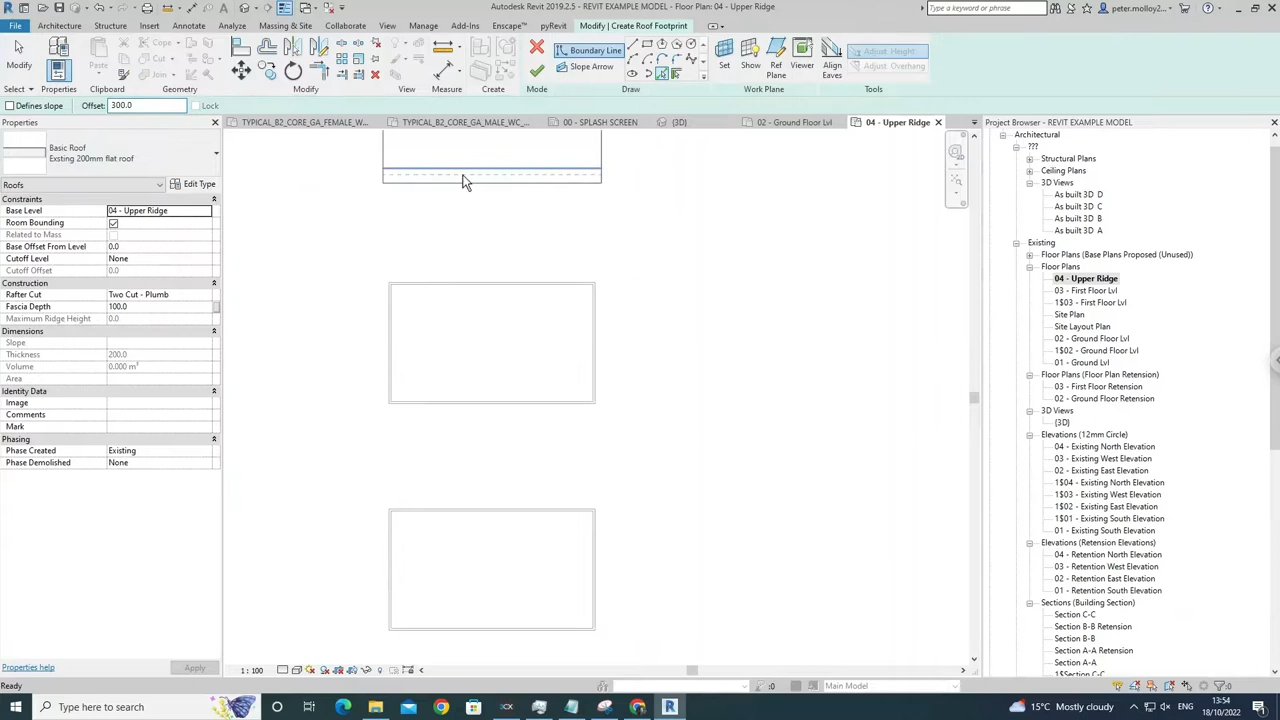 Autodesk Revit 2019.2.5 - REVIT EXAMPLE MODEL - Floor Plan: 04 - Upper Ridge
Type a keyword or phrase
peter.molloy2...
File Architecture Structure Steel Systems Insert Annotate Analyze Massing & Site Collaborate View Manage Add-Ins Enscape™ pyRevit Modify | Create Roof Footprint
Modify
Paste
Cope
Cut
Join
Boundary Line
Slope Arrow
Set
Show
Ref Plane
Viewer
Align Eaves
Adjust Height
Adjust Overhang
Select Properties Clipboard Geometry Modify View Measure Create Mode Draw Work Plane Tools
Defines slope Offset: 300.0 Lock
Properties
TYPICAL_B2_CORE_GA_FEMALE_W... TYPICAL_B2_CORE_GA_MALE_WC_... 00 - SPLASH SCREEN {3D} 02 - Ground Floor Lvl 04 - Upper Ridge
Project Browser - REVIT EXAMPLE MODEL
Basic Roof
Exsting 200mm flat roof
Roofs Edit Type
Constraints
Base Level 04 - Upper Ridge
Room Bounding
Related to Mass
Base Offset From Level 0.0
Cutoff Level None
Cutoff Offset 0.0
Construction
Rafter Cut Two Cut - Plumb
Fascia Depth 100.0
Maximum Ridge Height 0.0
Dimensions
Slope
Thickness 200.0
Volume 0.000 m³
Area
Identity Data
Image
Comments
Mark
Phasing
Phase Created Existing
Phase Demolished None
Properties help Apply
Architectural
???
Structural Plans
Ceiling Plans
3D Views
As built 3D D
As built 3D C
As built 3D B
As built 3D A
Existing
Floor Plans (Base Plans Proposed (Unused))
Floor Plans
04 - Upper Ridge
03 - First Floor Lvl
1$03 - First Floor Lvl
Site Plan
Site Layout Plan
02 - Ground Floor Lvl
1$02 - Ground Floor Lvl
01 - Ground Lvl
Floor Plans (Floor Plan Retension)
03 - First Floor Retension
02 - Ground Floor Retension
3D Views
{3D}
Elevations (12mm Circle)
04 - Existing North Elevation
03 - Existing West Elevation
02 - Existing East Elevation
1$04 - Existing North Elevation
1$03 - Existing West Elevation
1$02 - Existing East Elevation
1$01 - Existing South Elevation
01 - Existing South Elevation
Elevations (Retension Elevations)
04 - Retension North Elevation
03 - Retension West Elevation
02 - Retension East Elevation
01 - Retension South Elevation
Sections (Building Section)
Section C-C
Section B-B Retension
Section B-B
Section A-A Retension
Section A-A
1$Section C-C
1 : 100
Ready
:0
Main Model
:0
Type here to search
15°C Mostly cloudy
ENG
13:54
18/10/2022